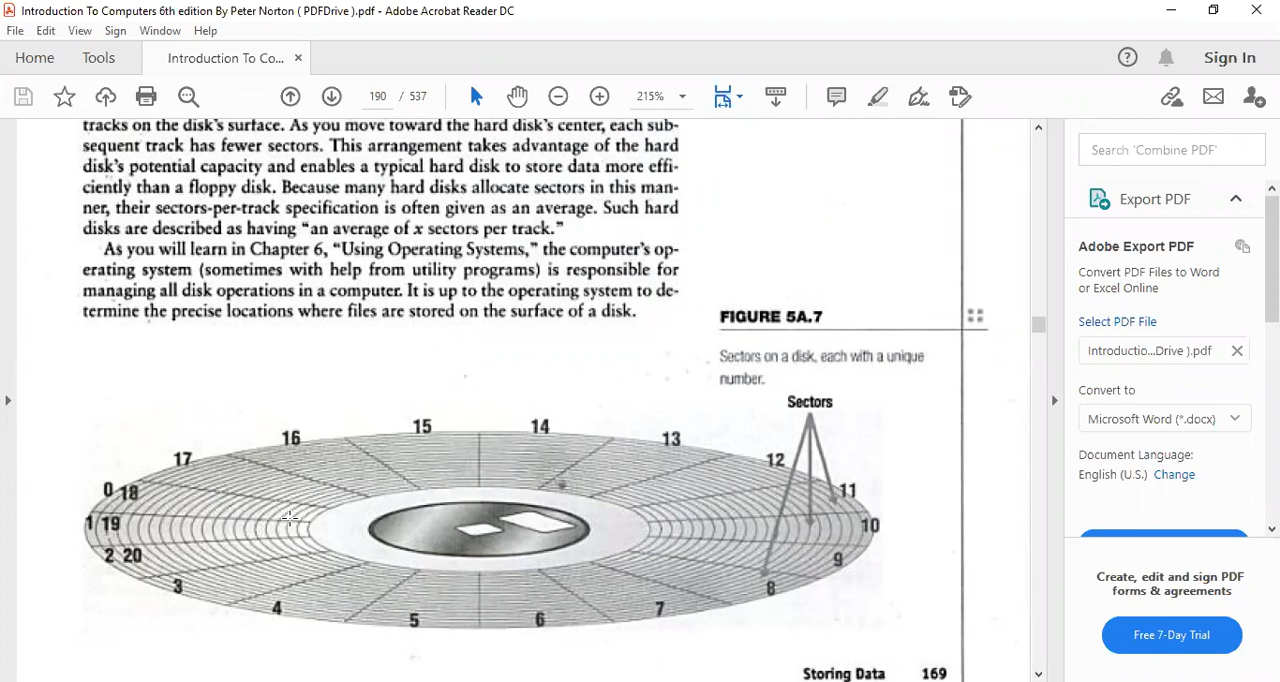 Introduction To Computers 6th edition By Peter Norton ( PDFDrive ).pdf - Adobe Acrobat Reader DC
File Edit View Sign Window Help
Home Tools Introduction To Co... × Sign In
190 / 537 215%
tracks on the disk's surface. As you move toward the hard disk's center, each sub-
sequent track has fewer sectors. This arrangement takes advantage of the hard
disk's potential capacity and enables a typical hard disk to store data more effi-
ciently than a floppy disk. Because many hard disks allocate sectors in this man-
ner, their sectors-per-track specification is often given as an average. Such hard
disks are described as having “an average of x sectors per track.”
As you will learn in Chapter 6, “Using Operating Systems,” the computer's op-
erating system (sometimes with help from utility programs) is responsible for
managing all disk operations in a computer. It is up to the operating system to de-
termine the precise locations where files are stored on the surface of a disk.
FIGURE 5A.7
Sectors on a disk, each with a unique
number.
Sectors
15 14
16 13
17 12
0 18 11
1 19 10
2 20 9
3 8
4 7
5 6
Storing Data 169
Search 'Combine PDF'
Export PDF
Adobe Export PDF
Convert PDF Files to Word
or Excel Online
Select PDF File
Introductio...Drive ).pdf
Convert to
Microsoft Word (*.docx)
Document Language:
English (U.S.) Change
Create, edit and sign PDF
forms & agreements
Free 7-Day Trial